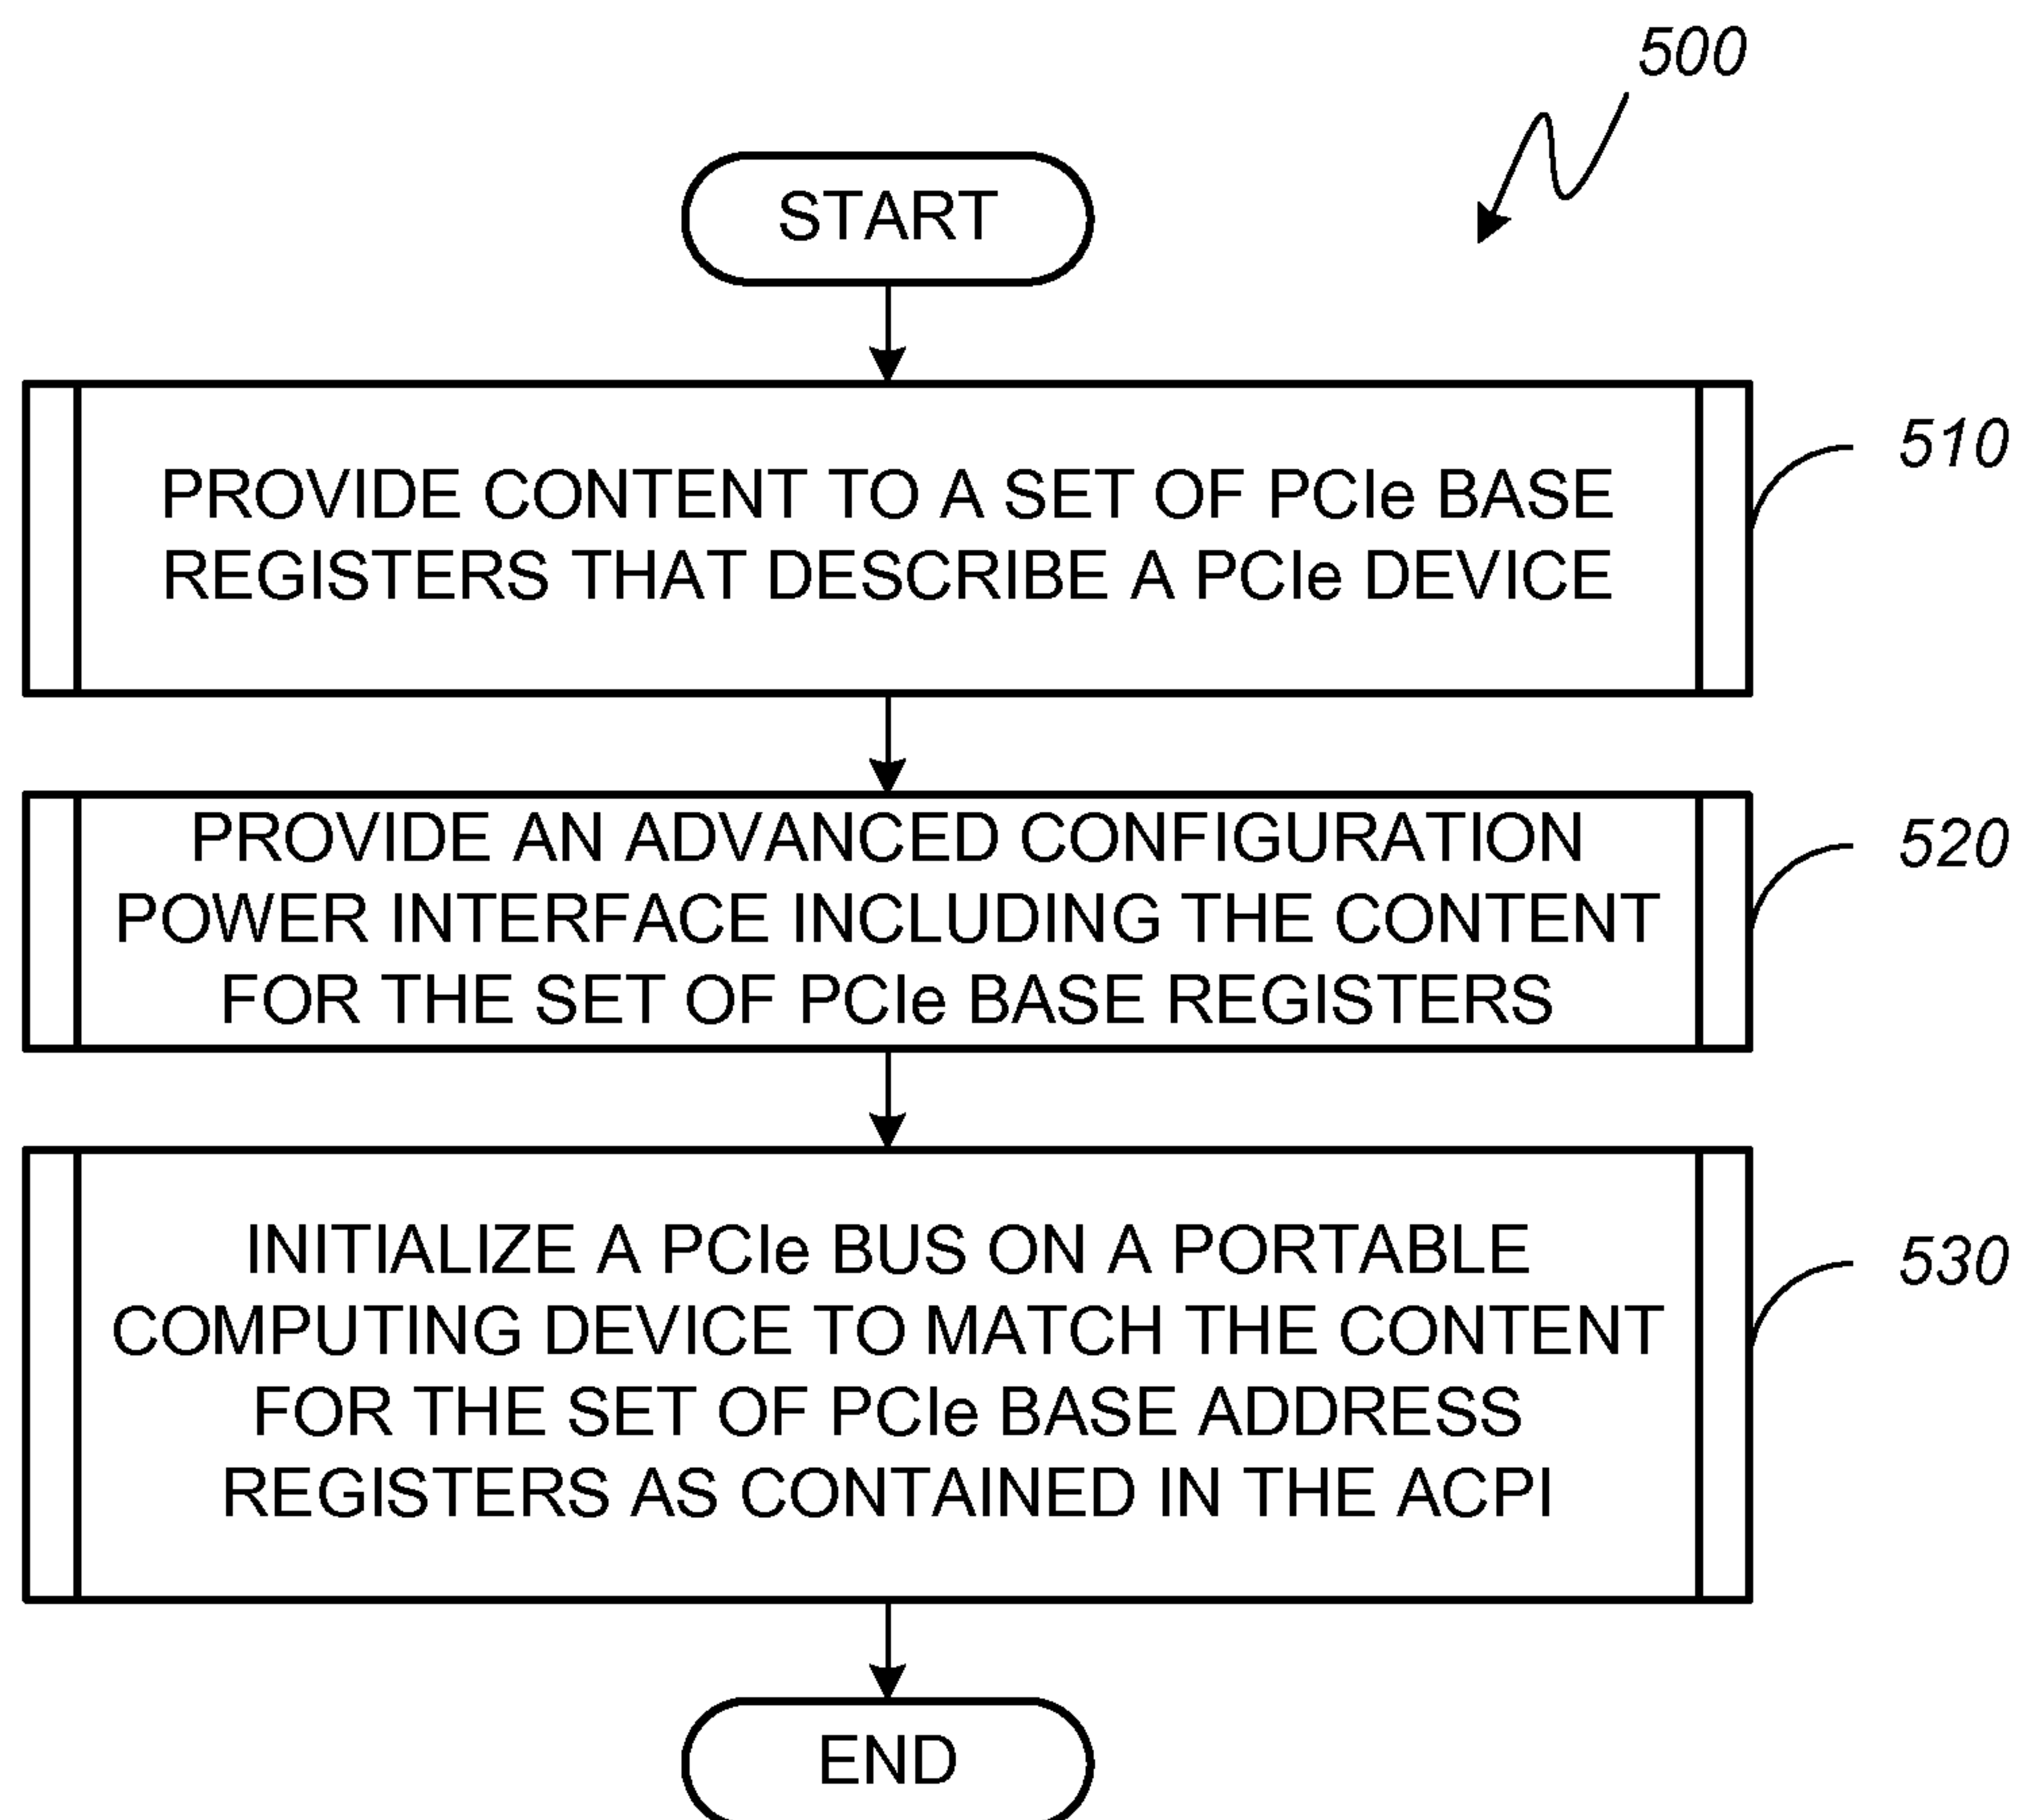 500
START
PROVIDE CONTENT TO A SET OF PCIe BASE
REGISTERS THAT DESCRIBE A PCIe DEVICE
510
PROVIDE AN ADVANCED CONFIGURATION
POWER INTERFACE INCLUDING THE CONTENT
FOR THE SET OF PCIe BASE REGISTERS
520
INITIALIZE A PCIe BUS ON A PORTABLE
COMPUTING DEVICE TO MATCH THE CONTENT
FOR THE SET OF PCIe BASE ADDRESS
REGISTERS AS CONTAINED IN THE ACPI
530
END